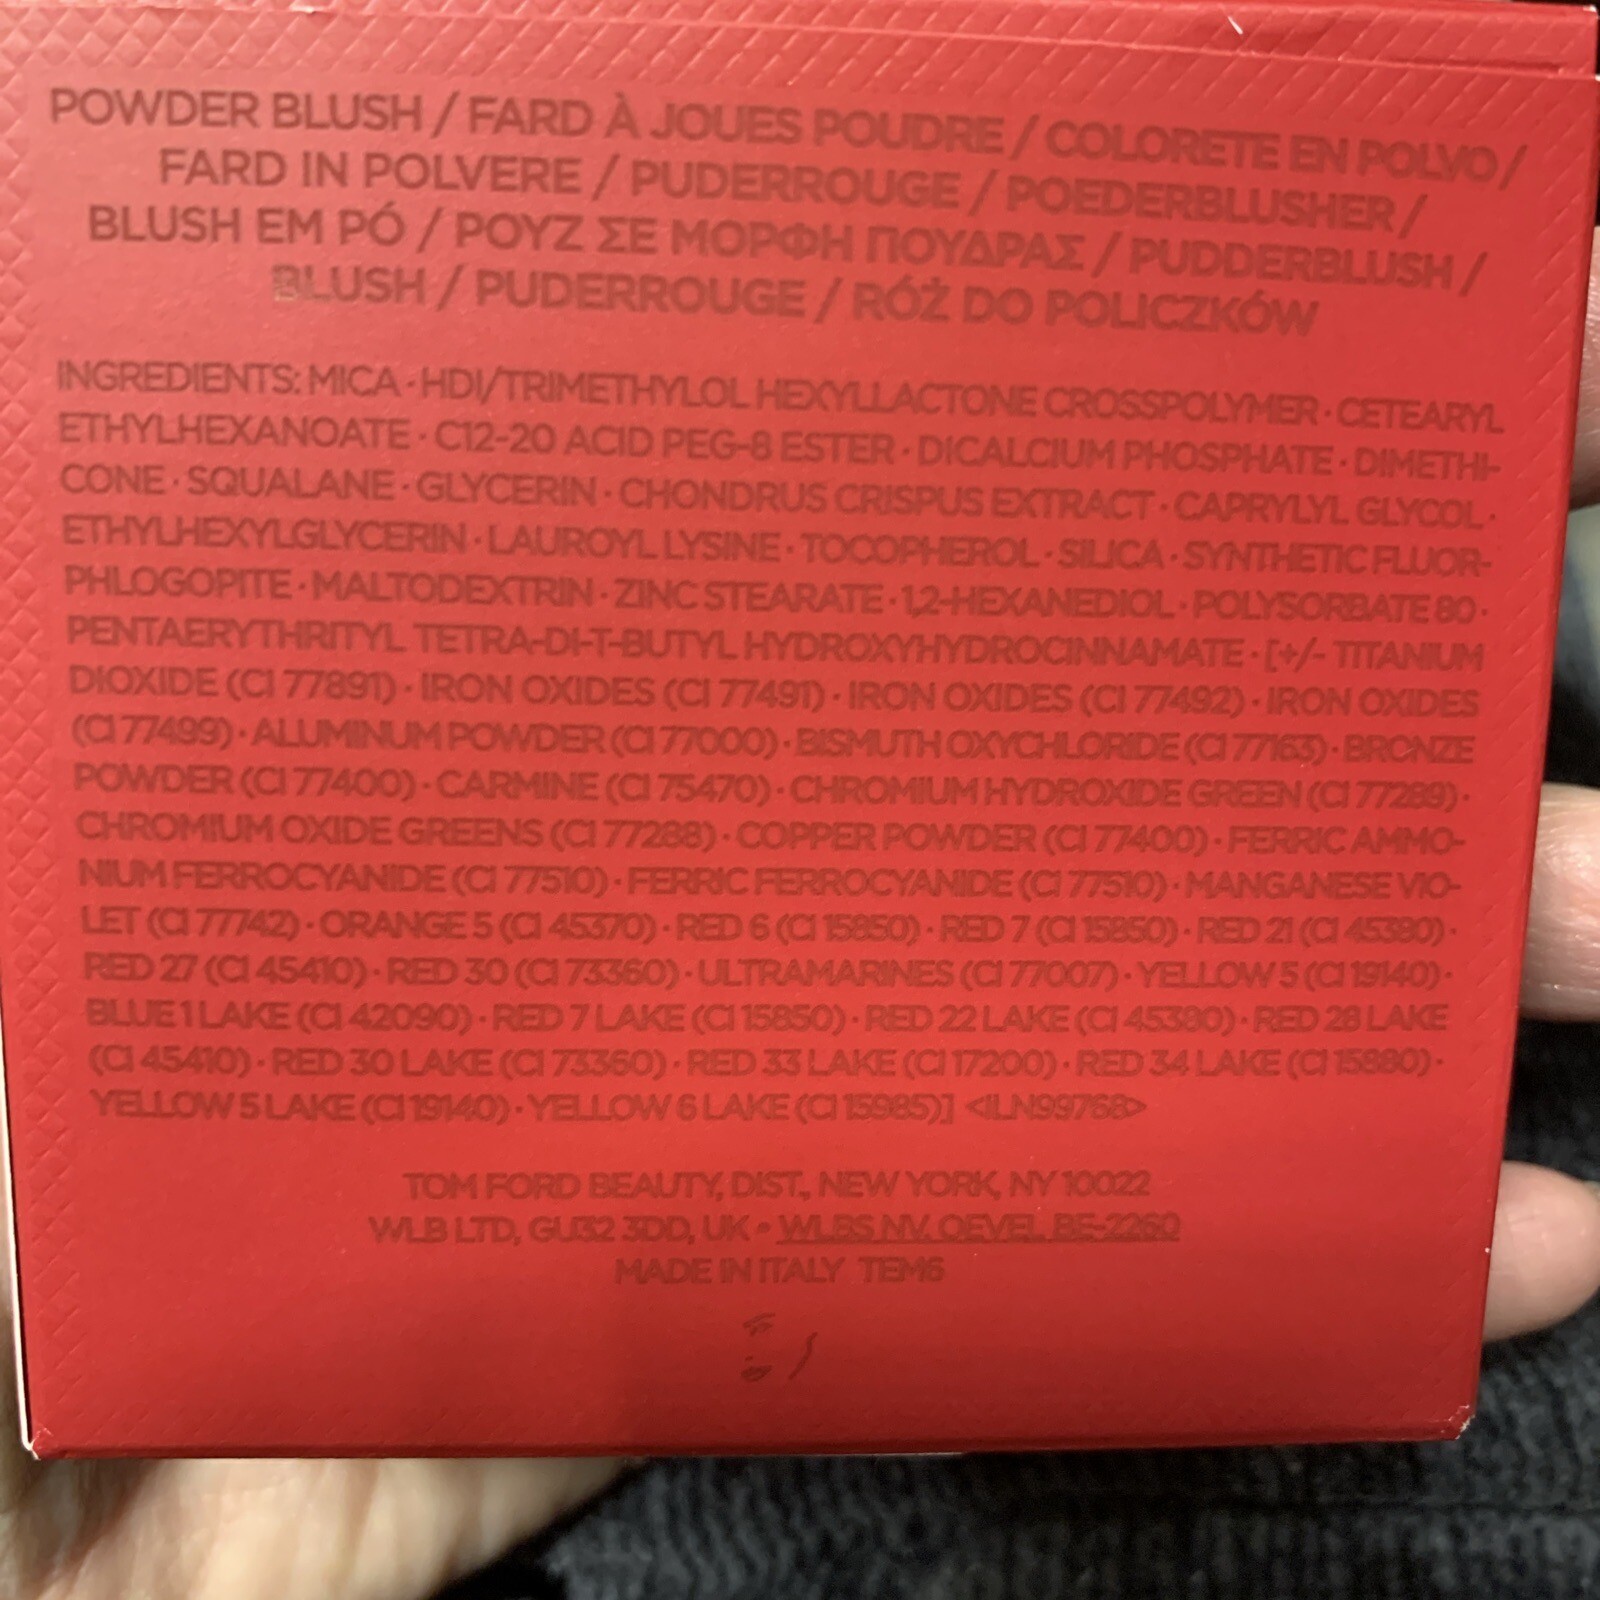 POWDER BLUSH / FARD À JOUES POUDRE / COLORETE EN POLVO /
FARD IN POLVERE / PUDERROUGE / POEDERBLUSHER /
BLUSH EM PÓ / ΡΟΥΖ ΣΕ ΜΟΡΦΗ ΠΟΥΔΡΑΣ / PUDDERBLUSH /
BLUSH / PUDERROUGE / RÓŻ DO POLICZKÓW
INGREDIENTS: MICA · HDI/TRIMETHYLOL HEXYLLACTONE CROSSPOLYMER · CETEARYL
ETHYLHEXANOATE · C12-20 ACID PEG-8 ESTER · DICALCIUM PHOSPHATE · DIMETHI-
CONE · SQUALANE · GLYCERIN · CHONDRUS CRISPUS EXTRACT · CAPRYLYL GLYCOL ·
ETHYLHEXYLGLYCERIN · LAUROYL LYSINE · TOCOPHEROL · SILICA · SYNTHETIC FLUOR-
PHLOGOPITE · MALTODEXTRIN · ZINC STEARATE · 1,2-HEXANEDIOL · POLYSORBATE 80 ·
PENTAERYTHRITYL TETRA-DI-T-BUTYL HYDROXYHYDROCINNAMATE · [+/- TITANIUM
DIOXIDE (CI 77891) · IRON OXIDES (CI 77491) · IRON OXIDES (CI 77492) · IRON OXIDES
(CI 77499) · ALUMINUM POWDER (CI 77000) · BISMUTH OXYCHLORIDE (CI 77163) · BRONZE
POWDER (CI 77400) · CARMINE (CI 75470) · CHROMIUM HYDROXIDE GREEN (CI 77289) ·
CHROMIUM OXIDE GREENS (CI 77288) · COPPER POWDER (CI 77400) · FERRIC AMMO-
NIUM FERROCYANIDE (CI 77510) · FERRIC FERROCYANIDE (CI 77510) · MANGANESE VIO-
LET (CI 77742) · ORANGE 5 (CI 45370) · RED 6 (CI 15850) · RED 7 (CI 15850) · RED 21 (CI 45380) ·
RED 27 (CI 45410) · RED 30 (CI 73360) · ULTRAMARINES (CI 77007) · YELLOW 5 (CI 19140) ·
BLUE 1 LAKE (CI 42090) · RED 7 LAKE (CI 15850) · RED 22 LAKE (CI 45380) · RED 28 LAKE
(CI 45410) · RED 30 LAKE (CI 73360) · RED 33 LAKE (CI 17200) · RED 34 LAKE (CI 15880) ·
YELLOW 5 LAKE (CI 19140) · YELLOW 6 LAKE (CI 15985)] <ILN99768>
TOM FORD BEAUTY, DIST., NEW YORK, NY 10022
WLB LTD, GU32 3DD, UK • WLBS NV. OEVEL BE-2260
MADE IN ITALY TEM6